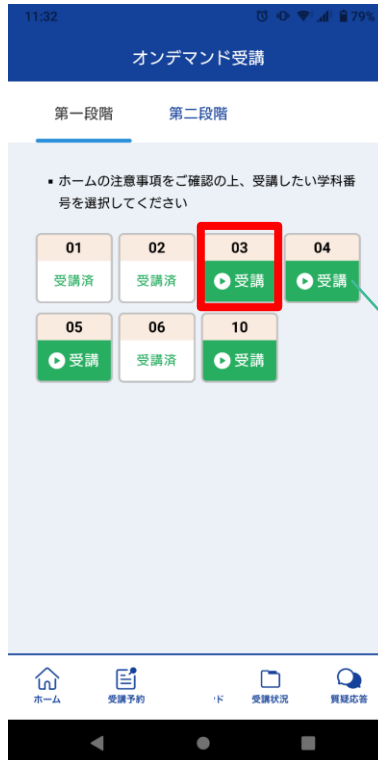 11:32
79%
オンデマンド受講
第一段階 第二段階
▪ ホームの注意事項をご確認の上、受講したい学科番
号を選択してください
01 02 03 04
受講済 受講済 受講 受講
05 06 10
受講 受講済 受講
ホーム 受講予約 ド 受講状況 質疑応答